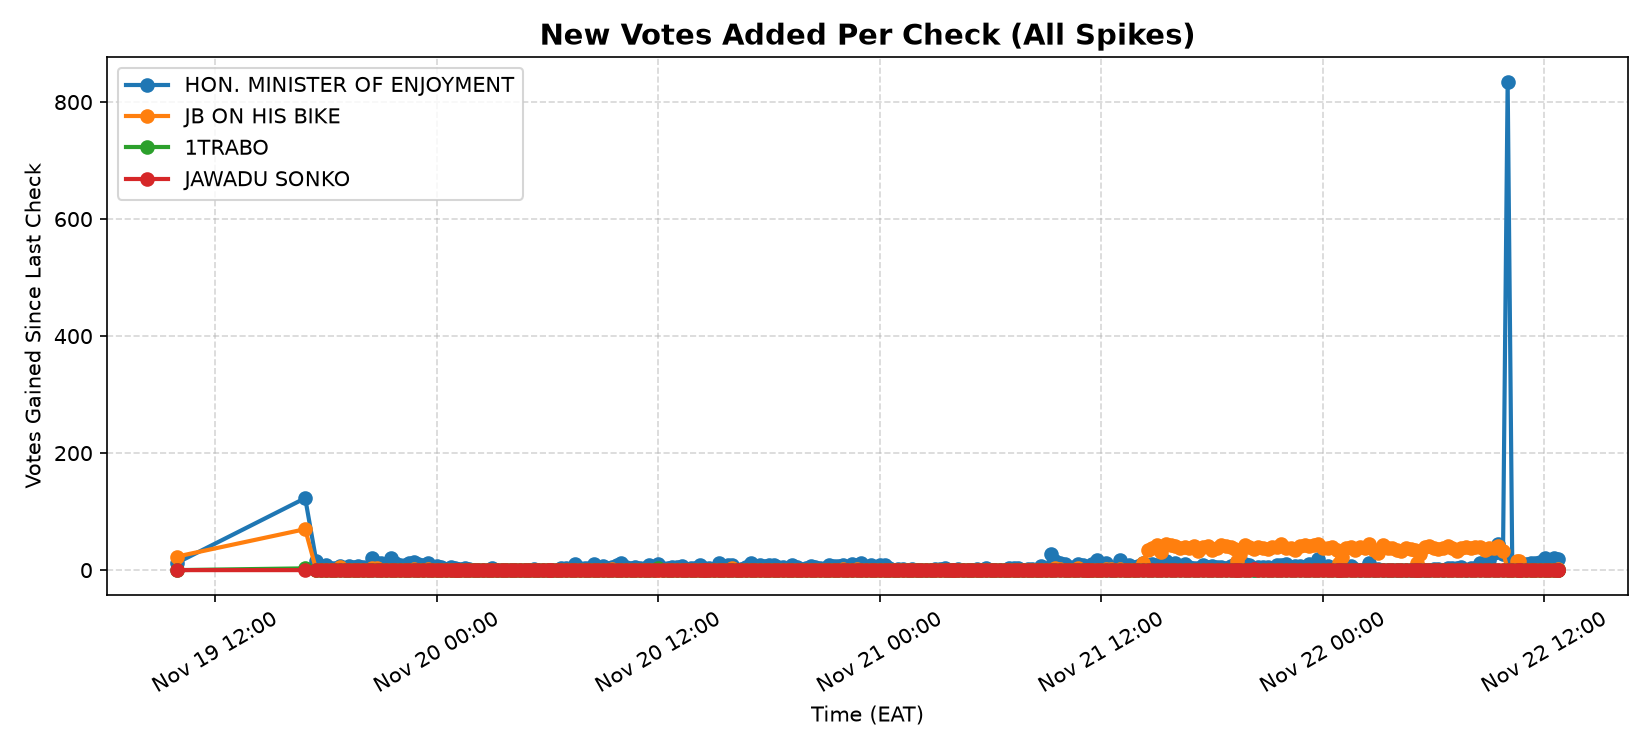 New Votes Added Per Check (All Spikes)
HON. MINISTER OF ENJOYMENT
JB ON HIS BIKE
1TRABO
JAWADU SONKO
Votes Gained Since Last Check
800
600
400
200
0
Nov 19 12:00
Nov 20 00:00
Nov 20 12:00
Nov 21 00:00
Nov 21 12:00
Nov 22 00:00
Nov 22 12:00
Time (EAT)